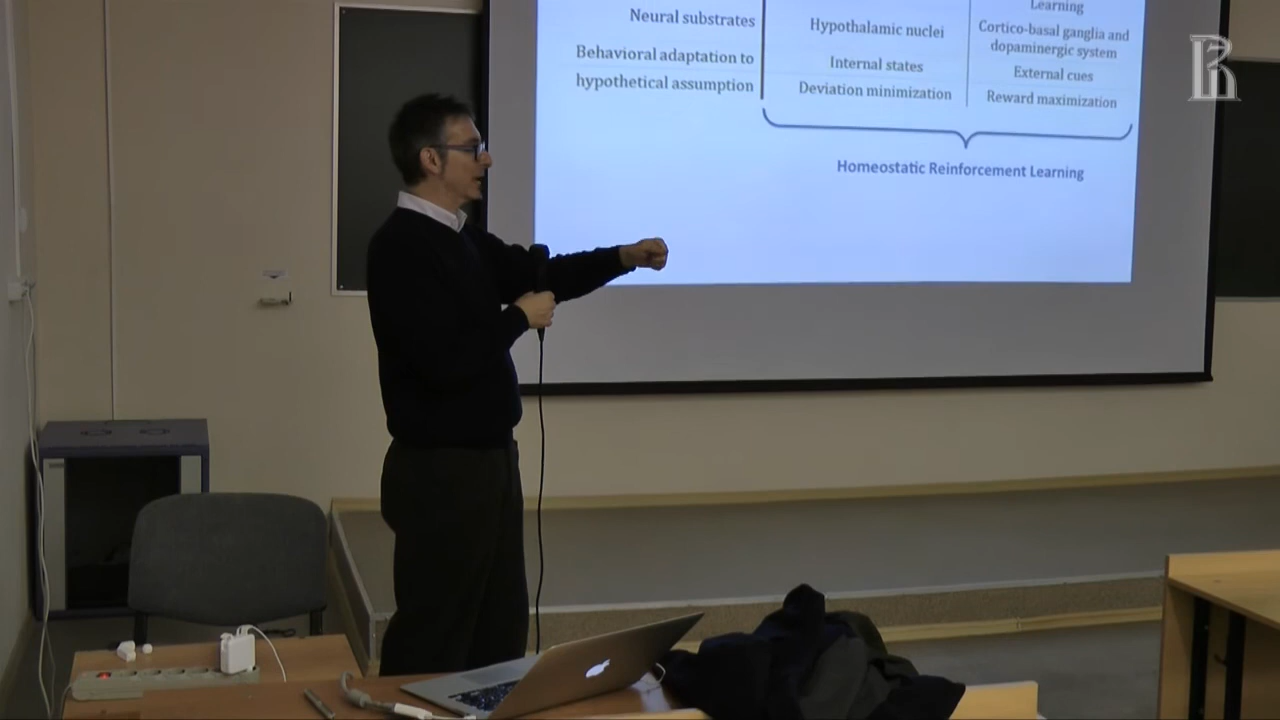 Learning
Neural substrates
Hypothalamic nuclei
Cortico-basal ganglia and
dopaminergic system
Behavioral adaptation to
hypothetical assumption
Internal states
External cues
Deviation minimization
Reward maximization
Homeostatic Reinforcement Learning